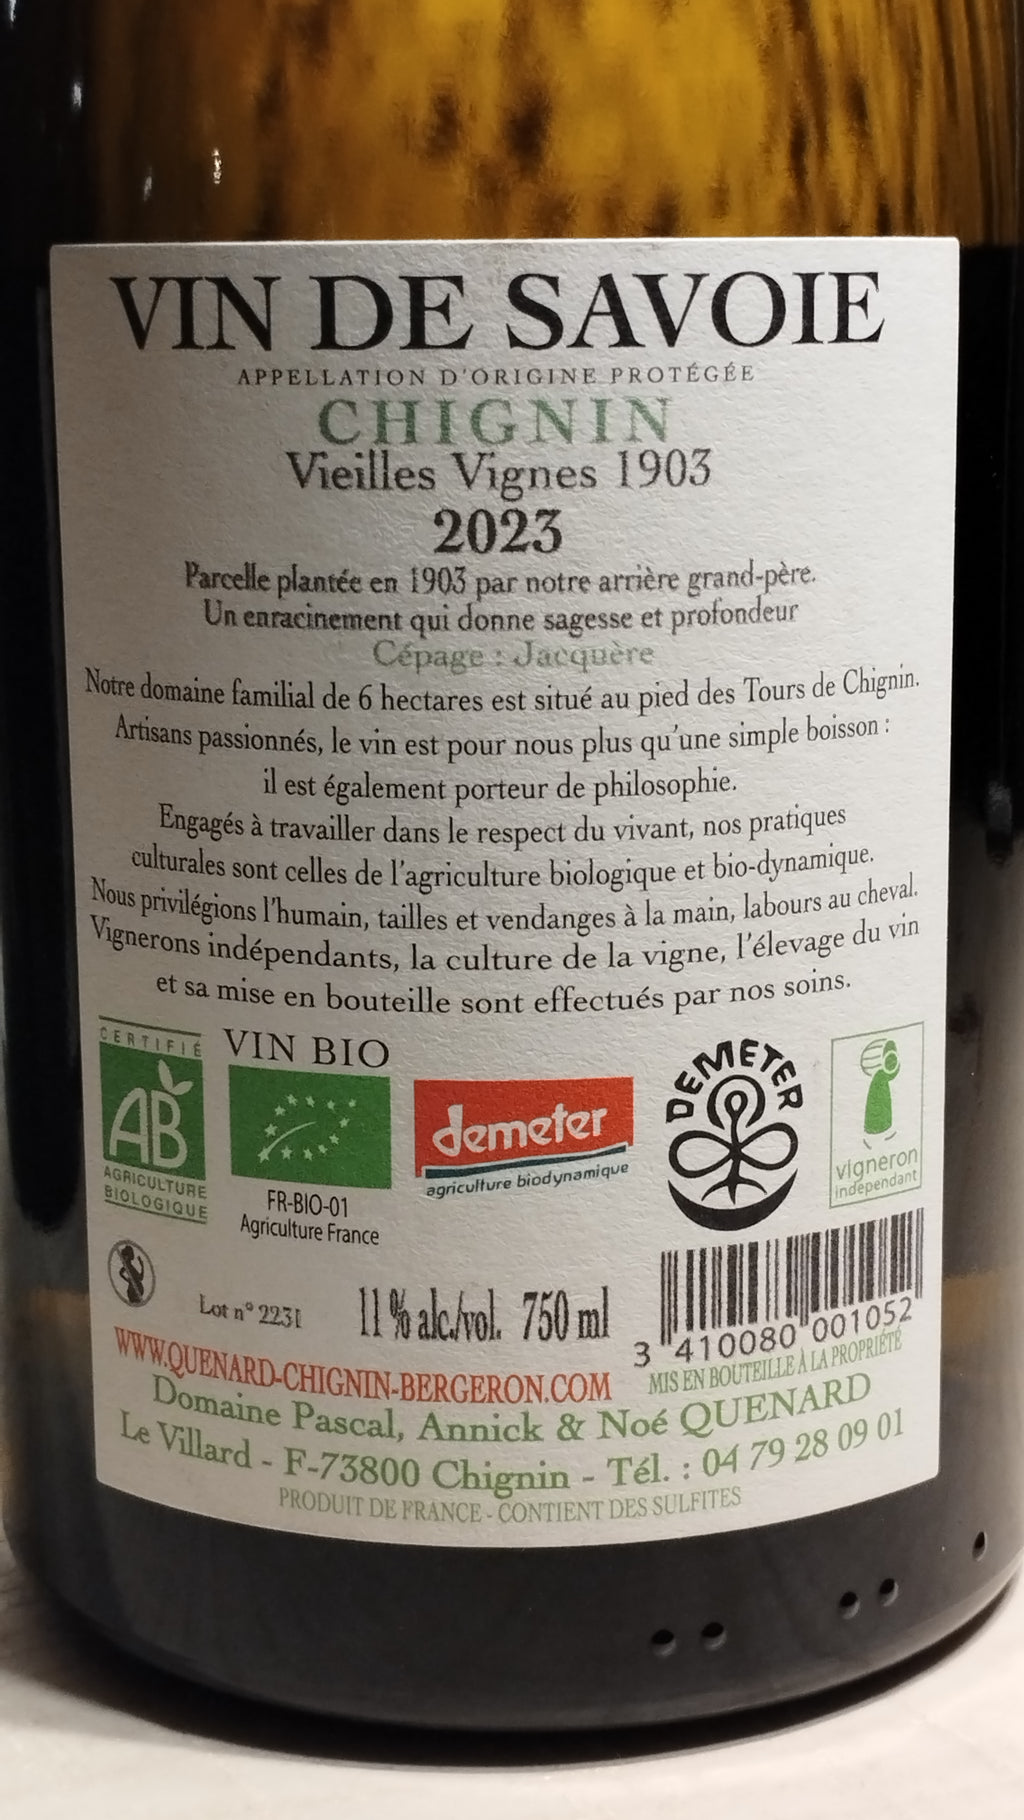 VIN DE SAVOIE
APPELLATION D'ORIGINE PROTÉGÉE
CHIGNIN
Vieilles Vignes 1903
2023
Parcelle plantée en 1903 par notre arrière grand-père.
Un enracinement qui donne sagesse et profondeur
Cépage : Jacquère
Notre domaine familial de 6 hectares est situé au pied des Tours de Chignin.
Artisans passionnés, le vin est pour nous plus qu'une simple boisson :
il est également porteur de philosophie.
Engagés à travailler dans le respect du vivant, nos pratiques
culturales sont celles de l'agriculture biologique et bio-dynamique.
Nous privilégions l'humain, tailles et vendanges à la main, labours au cheval.
Vignerons indépendants, la culture de la vigne, l'élevage du vin
et sa mise en bouteille sont effectués par nos soins.
CERTIFIÉ
AB
AGRICULTURE
BIOLOGIQUE
VIN BIO
FR-BIO-01
Agriculture France
demeter
agriculture biodynamique
DEMETER
vigneron
indépendant
Lot n° 2231
11 % alc./vol. 750 ml
3 410080 001052
WWW.QUENARD-CHIGNIN-BERGERON.COM
MIS EN BOUTEILLE À LA PROPRIÉTÉ
Domaine Pascal, Annick & Noé QUENARD
Le Villard - F-73800 Chignin - Tél. : 04 79 28 09 01
PRODUIT DE FRANCE - CONTIENT DES SULFITES